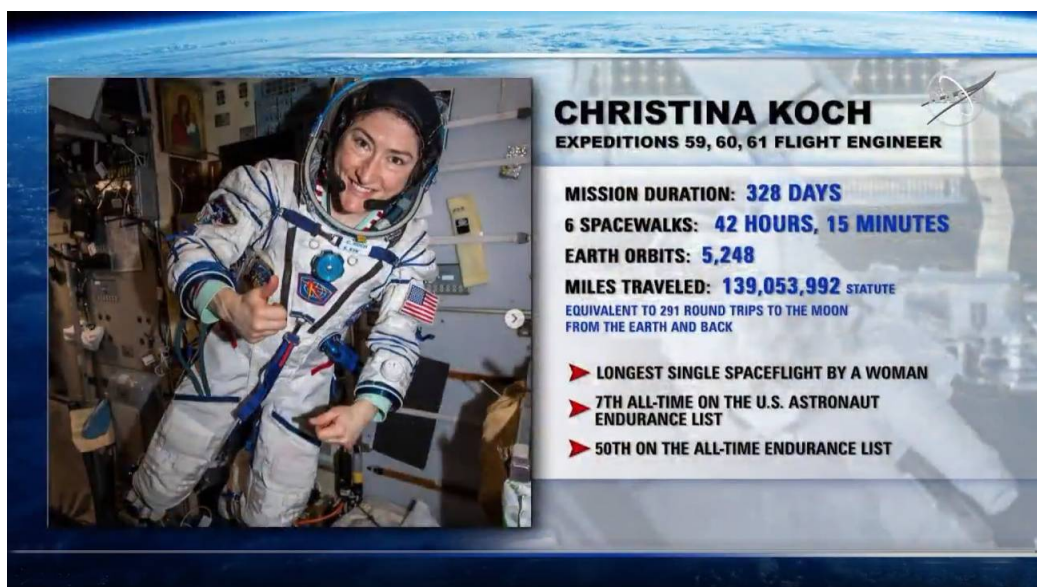 CHRISTINA KOCH
EXPEDITIONS 59, 60, 61 FLIGHT ENGINEER
MISSION DURATION: 328 DAYS
6 SPACEWALKS: 42 HOURS, 15 MINUTES
EARTH ORBITS: 5,248
MILES TRAVELED: 139,053,992 STATUTE
EQUIVALENT TO 291 ROUND TRIPS TO THE MOON
FROM THE EARTH AND BACK
LONGEST SINGLE SPACEFLIGHT BY A WOMAN
7TH ALL-TIME ON THE U.S. ASTRONAUT
ENDURANCE LIST
50TH ON THE ALL-TIME ENDURANCE LIST